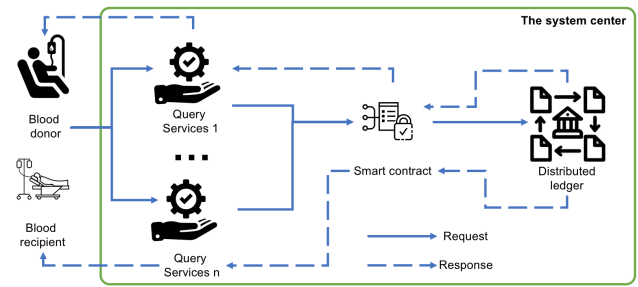 The system center
Blood
donor
Query
Services 1
Smart contract
Distributed
ledger
Blood
recipient
Query
Services n
Request
Response